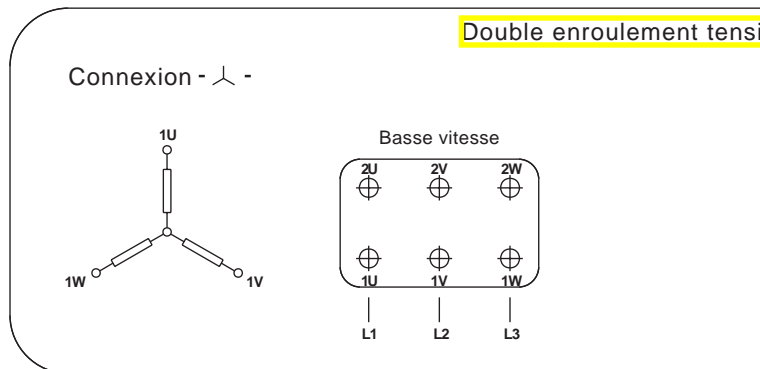 Double enroulement tensi
Connexion - ⅄ -
1U
1W
1V
Basse vitesse
2U 2V 2W
1U 1V 1W
L1 L2 L3